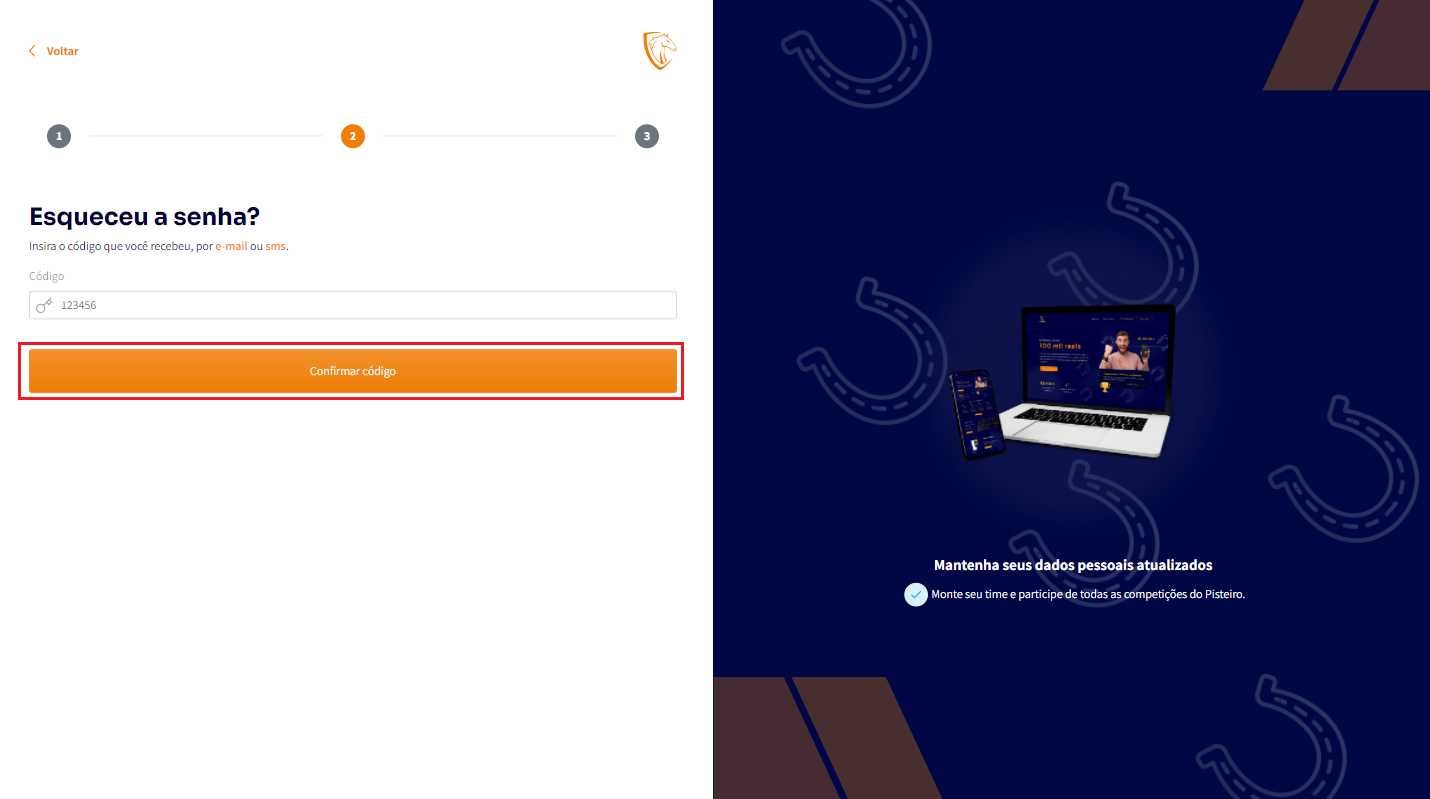 Voltar
1
2
3
Esqueceu a senha?
Insira o código que você recebeu, por e-mail ou sms.
Código
123456
Confirmar código
100 mil reais
Mantenha seus dados pessoais atualizados
Monte seu time e participe de todas as competições do Pisteiro.